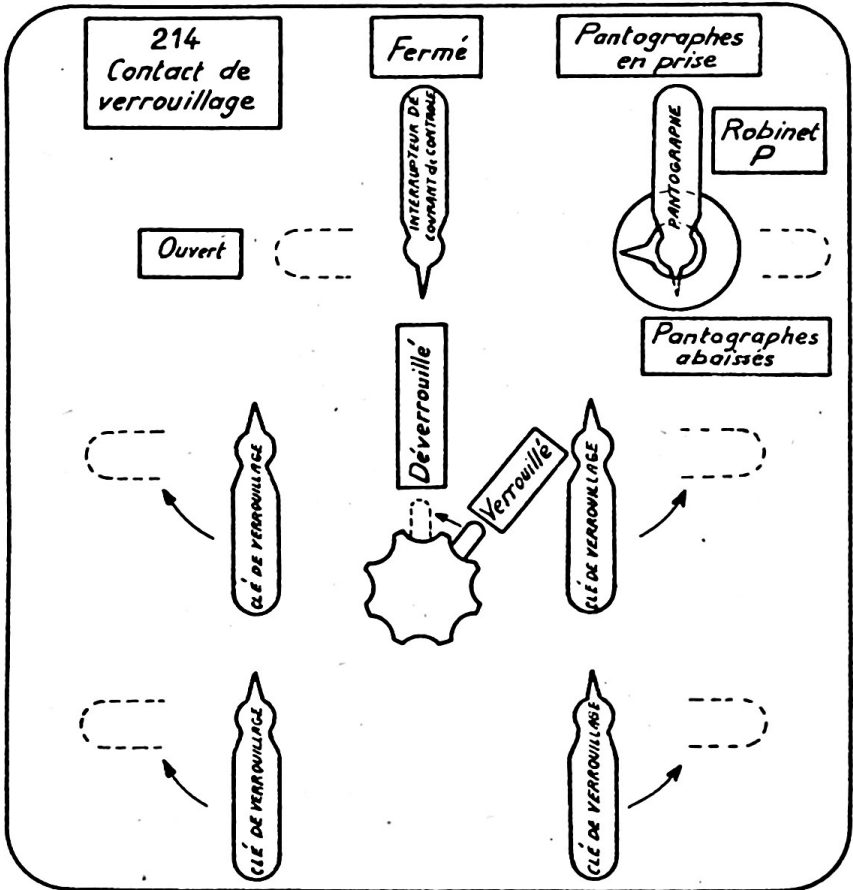 214
Contact de
verrouillage
Fermé
Pantographes
en prise
INTERRUPTEUR DE
COURANT de CONTROLE
PANTOGRAPHE
Robinet
P
Ouvert
Pantographes
abaissés
Déverrouillé
Verrouillé
CLÉ DE VERROUILLAGE
CLÉ DE VERROUILLAGE
CLÉ DE VERROUILLAGE
CLÉ DE VERROUILLAGE